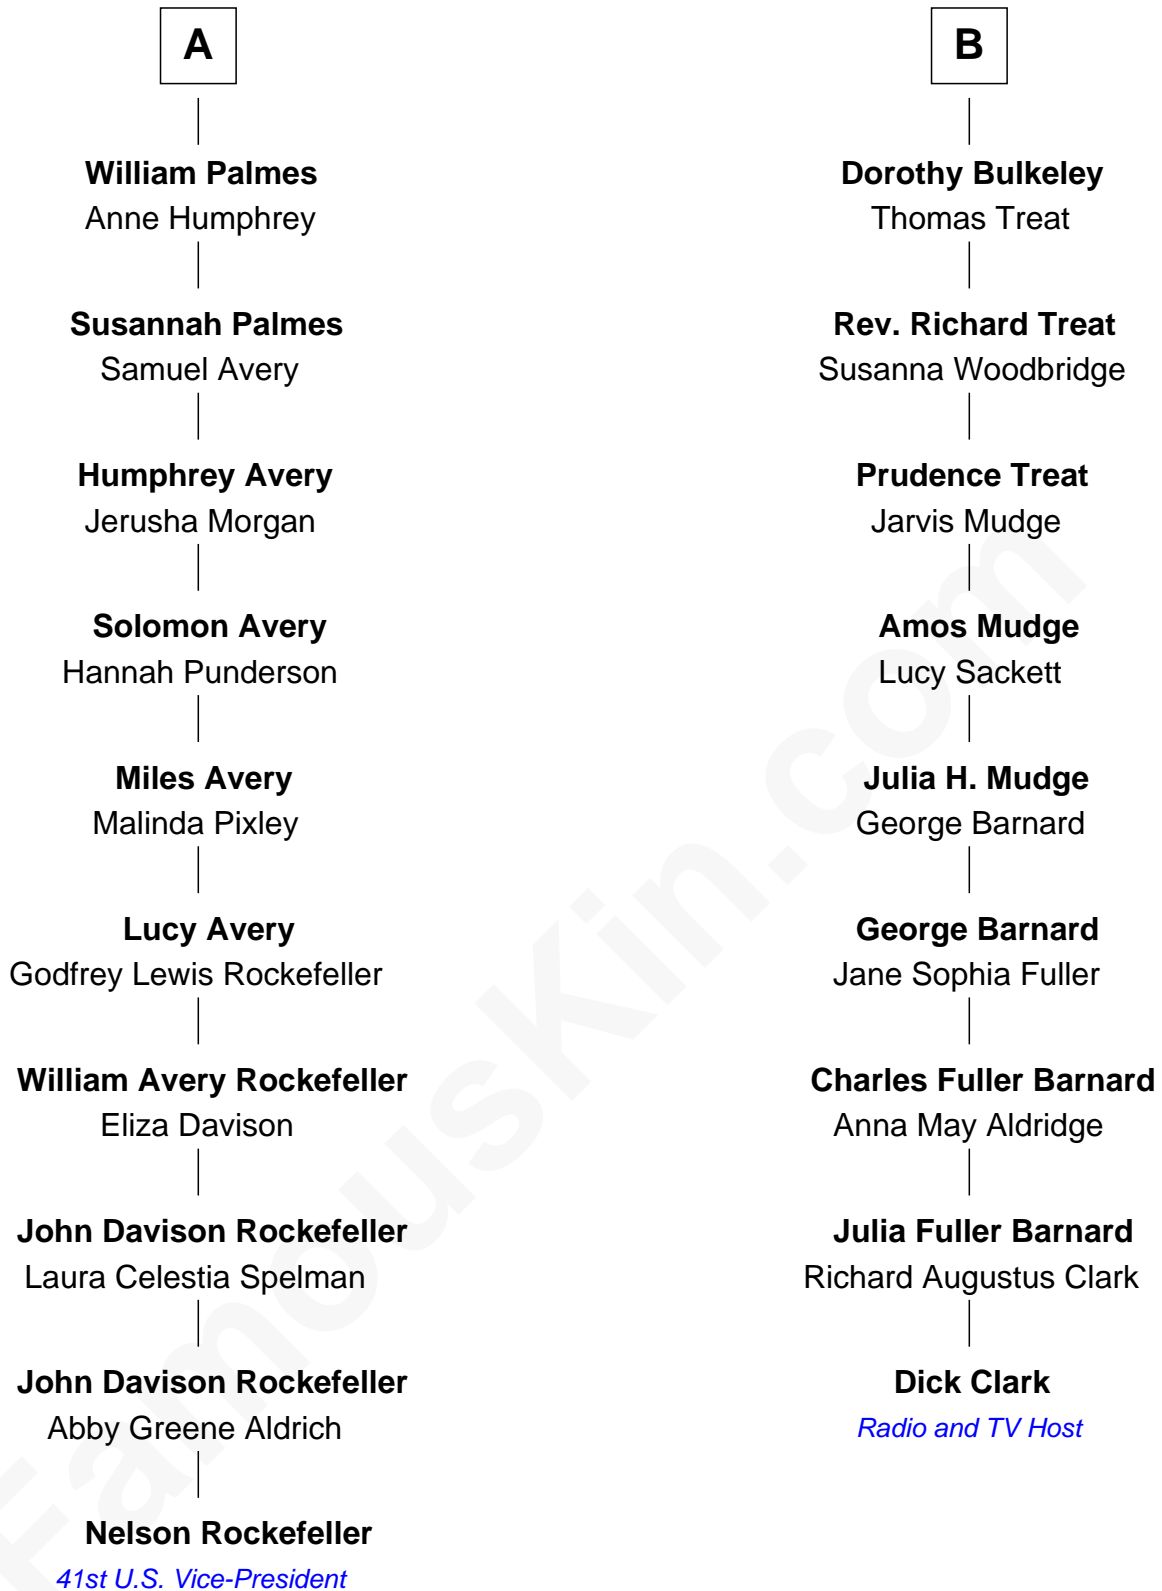 A
William Palmes
Anne Humphrey
Susannah Palmes
Samuel Avery
Humphrey Avery
Jerusha Morgan
Solomon Avery
Hannah Punderson
Miles Avery
Malinda Pixley
Lucy Avery
Godfrey Lewis Rockefeller
William Avery Rockefeller
Eliza Davison
John Davison Rockefeller
Laura Celestia Spelman
John Davison Rockefeller
Abby Greene Aldrich
Nelson Rockefeller
41st U.S. Vice-President
B
Dorothy Bulkeley
Thomas Treat
Rev. Richard Treat
Susanna Woodbridge
Prudence Treat
Jarvis Mudge
Amos Mudge
Lucy Sackett
Julia H. Mudge
George Barnard
George Barnard
Jane Sophia Fuller
Charles Fuller Barnard
Anna May Aldridge
Julia Fuller Barnard
Richard Augustus Clark
Dick Clark
Radio and TV Host
FamousKin.com